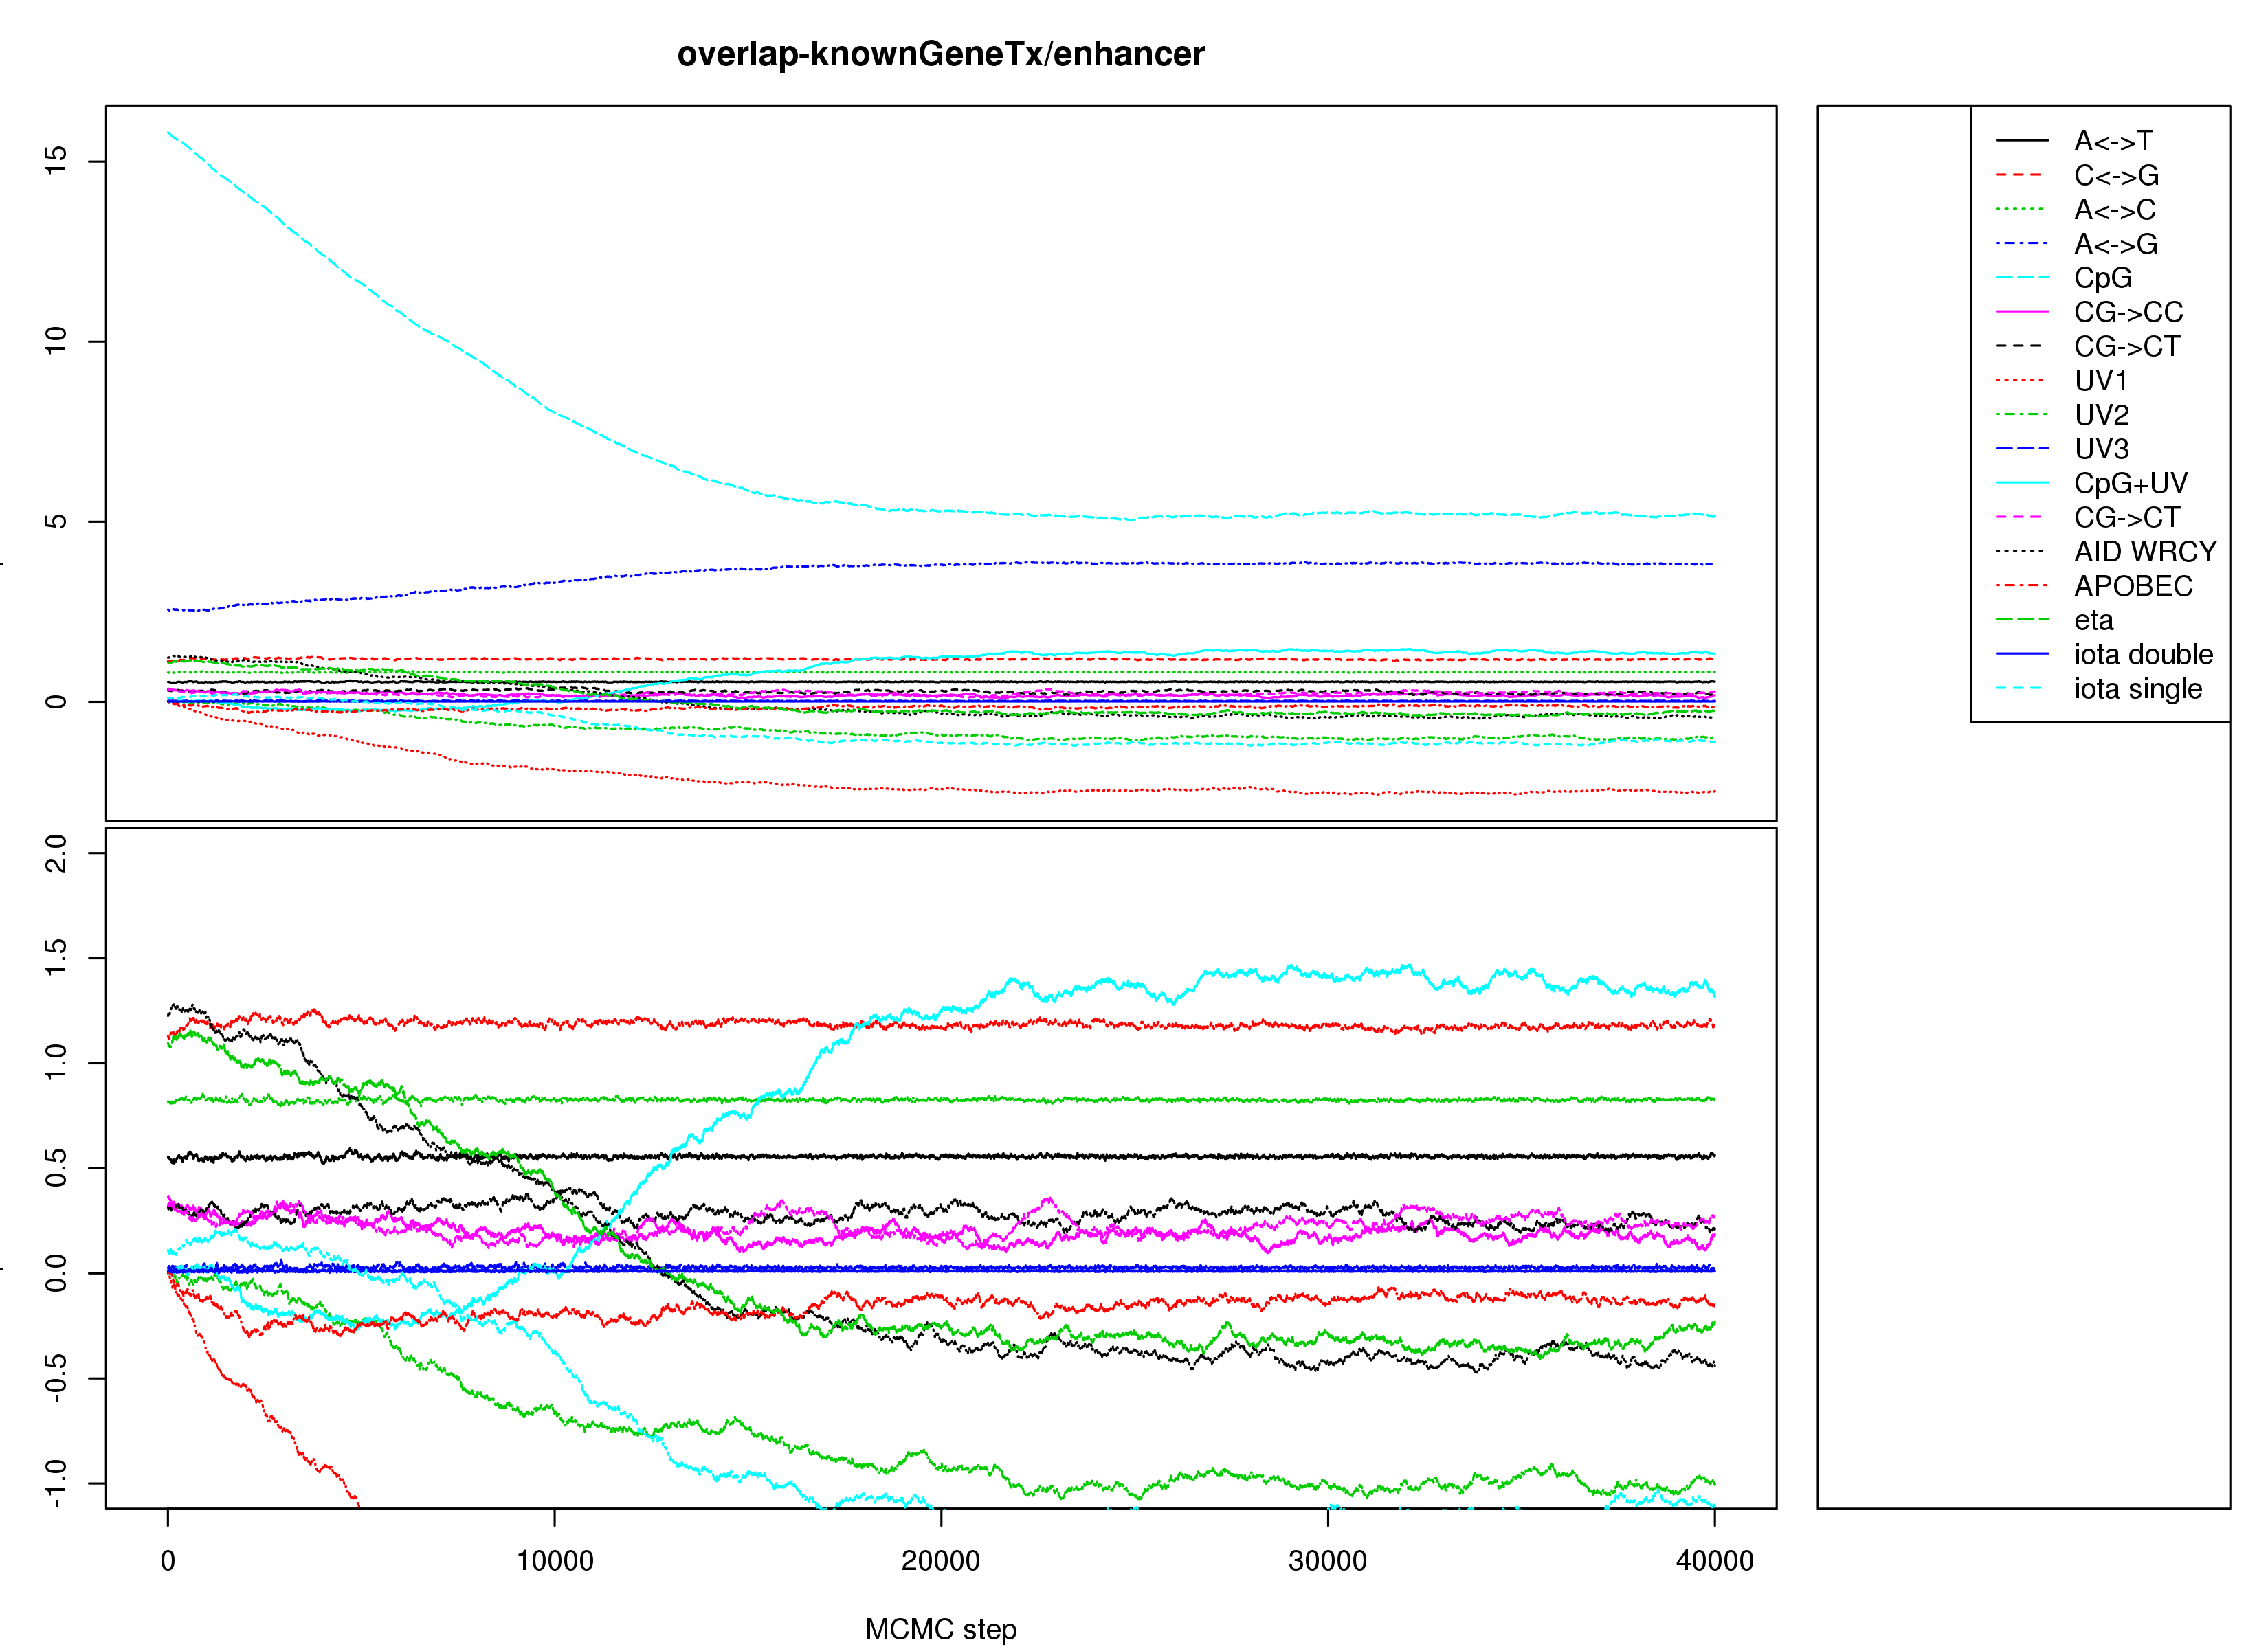 overlap-knownGeneTx/enhancer
15
10
5
0
A<->T
C<->G
A<->C
A<->G
CpG
CG->CC
CG->CT
UV1
UV2
UV3
CpG+UV
CG->CT
AID WRCY
APOBEC
eta
iota double
iota single
2.0
1.5
1.0
0.5
0.0
-0.5
-1.0
0 10000 20000 30000 40000
MCMC step